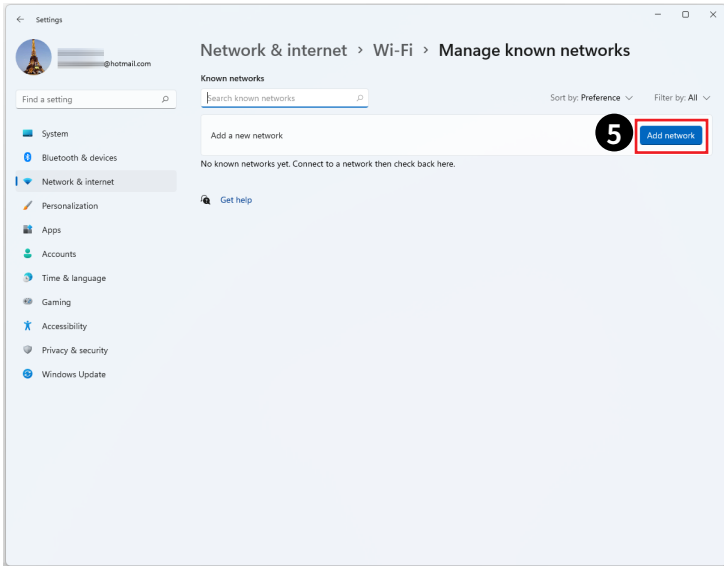 Settings
@hotmail.com
Find a setting
System
Bluetooth & devices
Network & internet
Personalization
Apps
Accounts
Time & language
Gaming
Accessibility
Privacy & security
Windows Update
Network & internet > Wi-Fi > Manage known networks
Known networks
Search known networks
Sort by: Preference
Filter by: All
Add a new network
5
Add network
No known networks yet. Connect to a network then check back here.
Get help